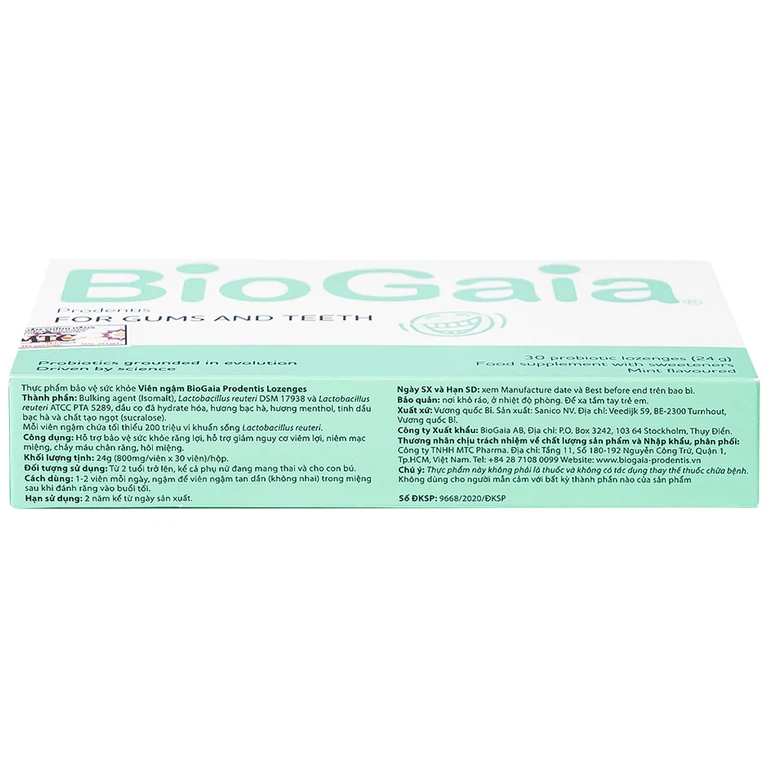 BioGaia®
Prodentis
FOR GUMS AND TEETH
MTC
Probiotics grounded in evolution
Driven by science
30 probiotic lozenges (24 g)
Food supplement with sweeteners
Mint flavoured
Thực phẩm bảo vệ sức khỏe Viên ngậm BioGaia Prodentis Lozenges
Thành phần: Bulking agent (Isomalt), Lactobacillus reuteri DSM 17938 và Lactobacillus
reuteri ATCC PTA 5289, dầu cọ đã hydrate hóa, hương bạc hà, hương menthol, tinh dầu
bạc hà và chất tạo ngọt (sucralose).
Mỗi viên ngậm chứa tối thiểu 200 triệu vi khuẩn sống Lactobacillus reuteri.
Công dụng: Hỗ trợ bảo vệ sức khỏe răng lợi, hỗ trợ giảm nguy cơ viêm lợi, niêm mạc
miệng, chảy máu chân răng, hôi miệng.
Khối lượng tịnh: 24g (800mg/viên x 30 viên)/hộp.
Đối tượng sử dụng: Từ 2 tuổi trở lên, kể cả phụ nữ đang mang thai và cho con bú.
Cách dùng: 1-2 viên mỗi ngày, ngậm để viên ngậm tan dần (không nhai) trong miệng
sau khi đánh răng vào buổi tối.
Hạn sử dụng: 2 năm kể từ ngày sản xuất.
Ngày SX và Hạn SD: xem Manufacture date và Best before end trên bao bì.
Bảo quản: nơi khô ráo, ở nhiệt độ phòng. Để xa tầm tay trẻ em.
Xuất xứ: Vương quốc Bỉ. Sản xuất: Sanico NV. Địa chỉ: Veedijk 59, BE-2300 Turnhout,
Vương quốc Bỉ.
Công ty Xuất khẩu: BioGaia AB, Địa chỉ: P.O. Box 3242, 103 64 Stockholm, Thụy Điển.
Thương nhân chịu trách nhiệm về chất lượng sản phẩm và Nhập khẩu, phân phối:
Công ty TNHH MTC Pharma. Địa chỉ: Tầng 11, Số 180-192 Nguyễn Công Trứ, Quận 1,
Tp.HCM, Việt Nam. Tel: +84 28 7108 0099 Website: www.biogaia-prodentis.vn
Chú ý: Thực phẩm này không phải là thuốc và không có tác dụng thay thế thuốc chữa bệnh.
Không dùng cho người mẫn cảm với bất kỳ thành phần nào của sản phẩm
Số ĐKSP: 9668/2020/ĐKSP